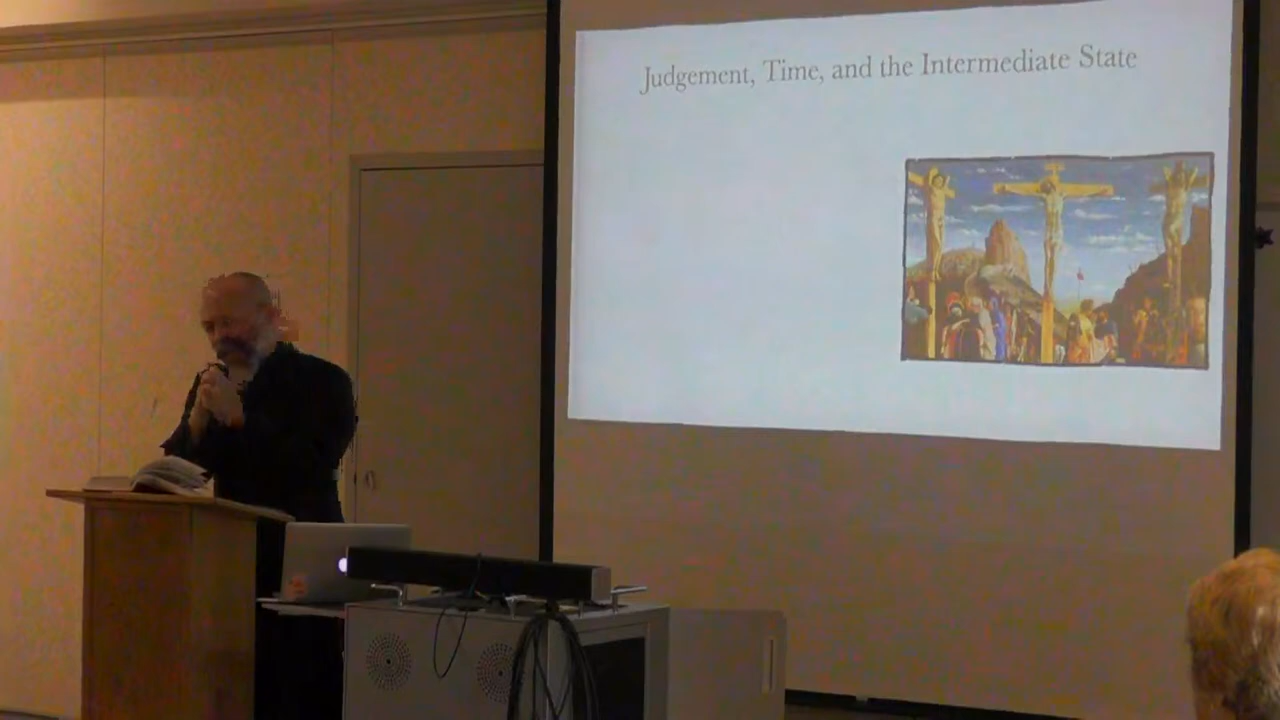 Judgement, Time, and the Intermediate State